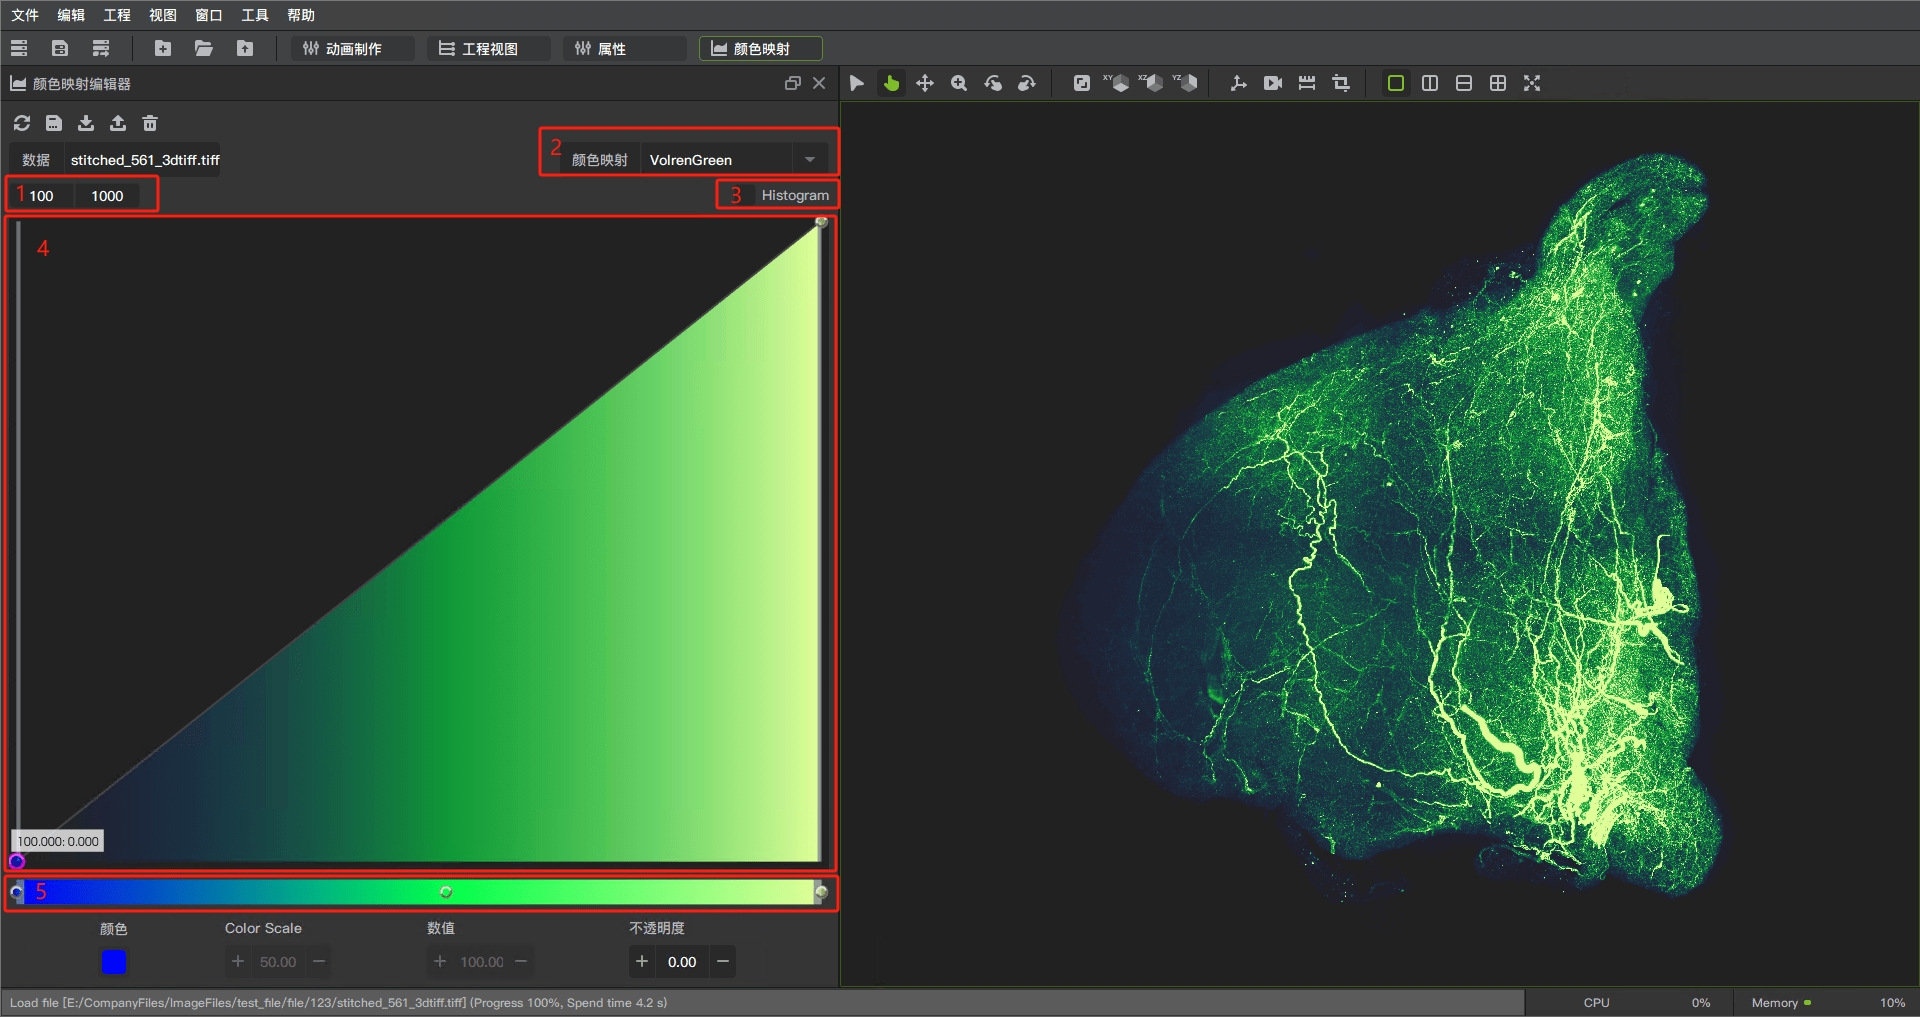 文件 编辑 工程 视图 窗口 工具 帮助
动画制作 工程视图 属性 颜色映射
颜色映射编辑器
XY XZ YZ
数据 stitched_561_3dtiff.tiff 2 颜色映射 VolrenGreen
1 100 1000 3 Histogram
4
100.000: 0.000
5
颜色 Color Scale 数值 不透明度
+ 50.00 − + 100.00 − + 0.00 −
Load file [E:/CompanyFiles/ImageFiles/test_file/file/123/stitched_561_3dtiff.tiff] (Progress 100%, Spend time 4.2 s) CPU 0% Memory 10%